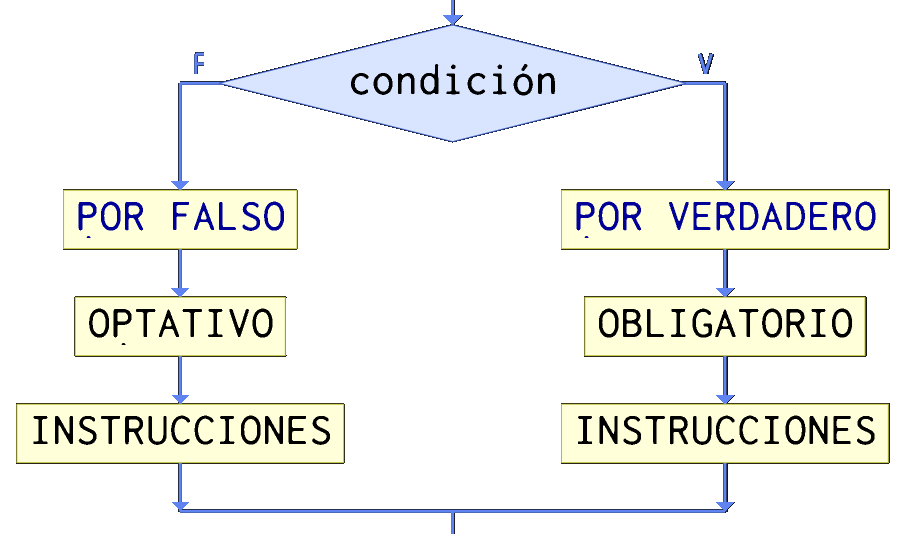 F
V
condición
POR FALSO
POR VERDADERO
OPTATIVO
OBLIGATORIO
INSTRUCCIONES
INSTRUCCIONES